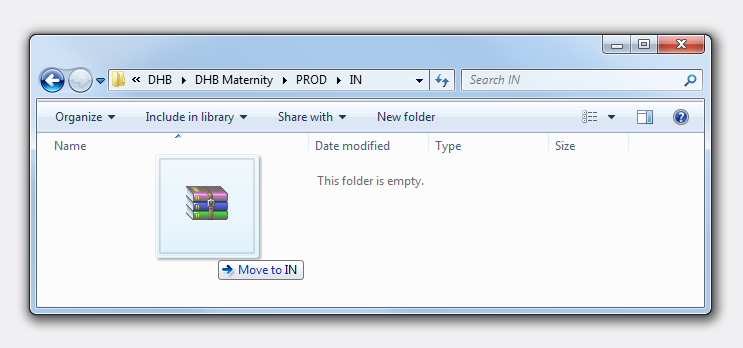 « DHB DHB Maternity PROD IN Search IN
Organize Include in library Share with New folder
Name Date modified Type Size
This folder is empty.
Move to IN